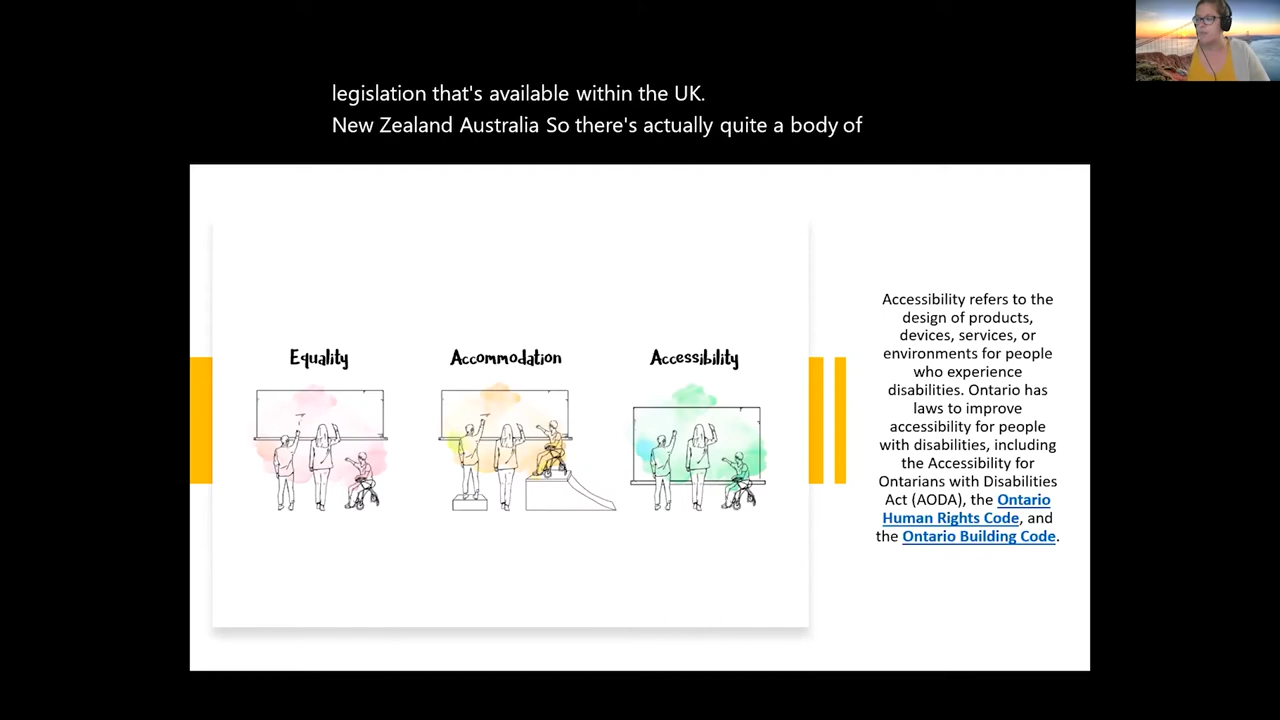 legislation that's available within the UK.
New Zealand Australia So there's actually quite a body of
Equality
Accommodation
Accessibility
Accessibility refers to the
design of products,
devices, services, or
environments for people
who experience
disabilities. Ontario has
laws to improve
accessibility for people
with disabilities, including
the Accessibility for
Ontarians with Disabilities
Act (AODA), the Ontario
Human Rights Code, and
the Ontario Building Code.